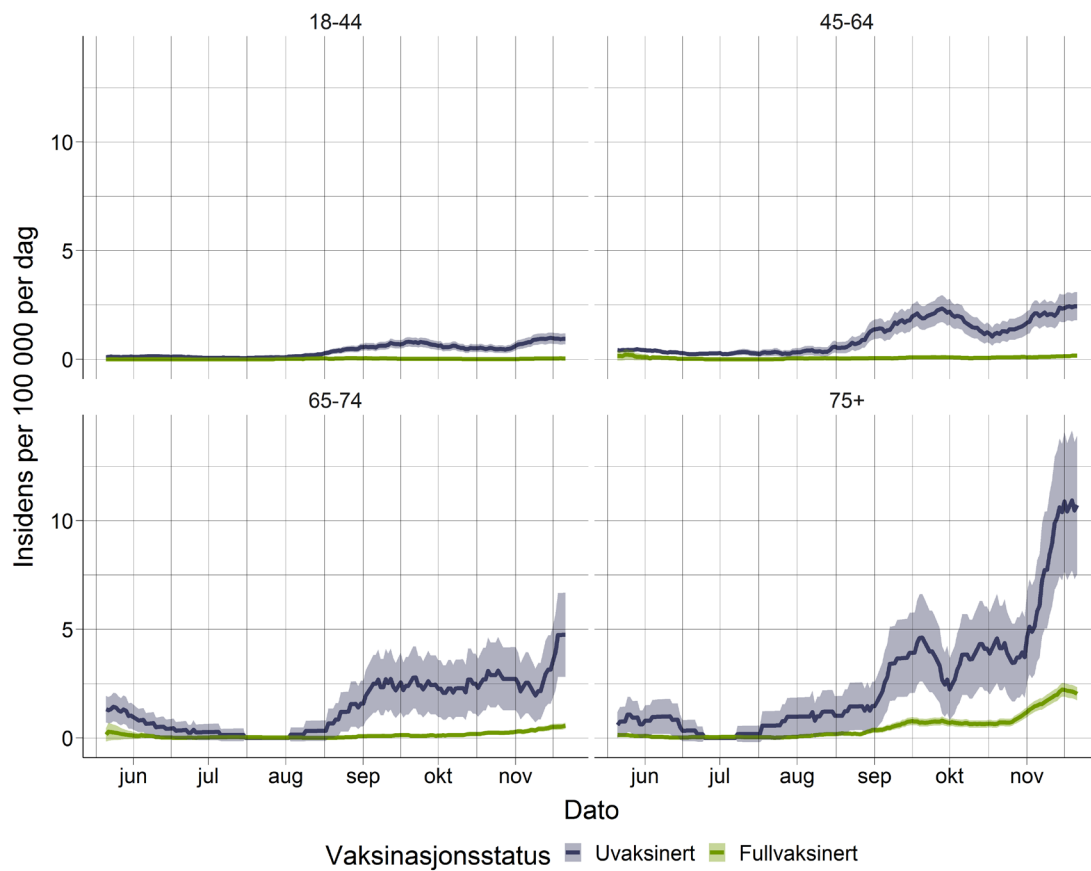 18-44
45-64
10
5
0
65-74
75+
10
5
0
Insidens per 100 000 per dag
jun jul aug sep okt nov
jun jul aug sep okt nov
Dato
Vaksinasjonsstatus Uvaksinert Fullvaksinert